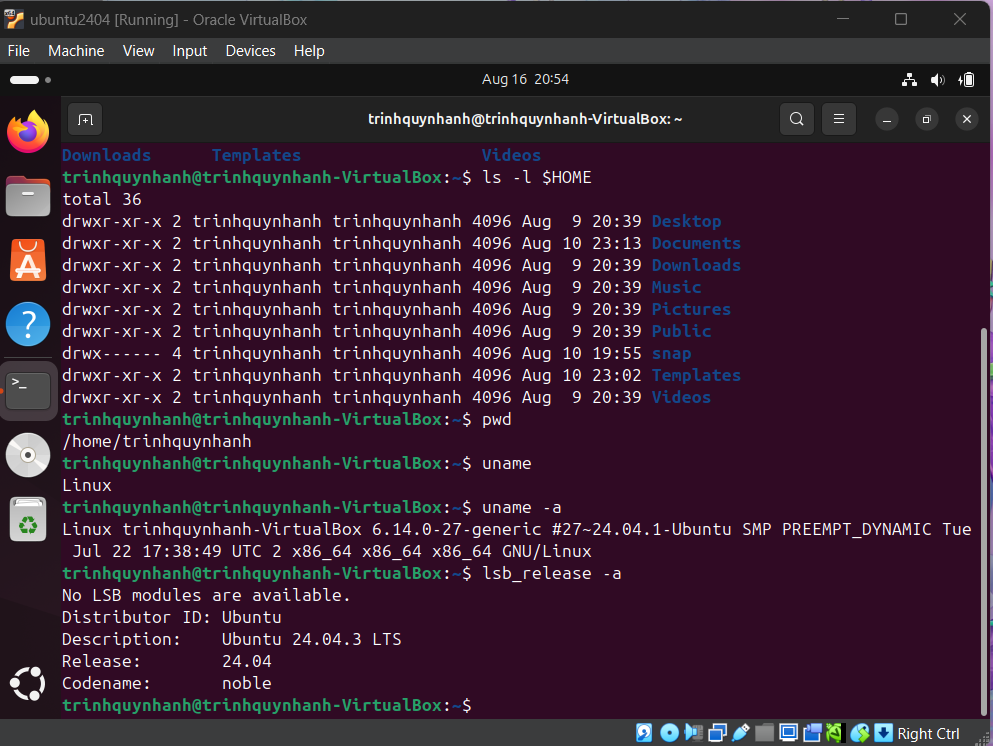 ubuntu2404 [Running] - Oracle VirtualBox
File Machine View Input Devices Help
Aug 16 20:54
trinhquynhanh@trinhquynhanh-VirtualBox: ~
Downloads      Templates                  Videos
trinhquynhanh@trinhquynhanh-VirtualBox:~$ ls -l $HOME
total 36
drwxr-xr-x 2 trinhquynhanh trinhquynhanh 4096 Aug  9 20:39 Desktop
drwxr-xr-x 2 trinhquynhanh trinhquynhanh 4096 Aug 10 23:13 Documents
drwxr-xr-x 2 trinhquynhanh trinhquynhanh 4096 Aug  9 20:39 Downloads
drwxr-xr-x 2 trinhquynhanh trinhquynhanh 4096 Aug  9 20:39 Music
drwxr-xr-x 2 trinhquynhanh trinhquynhanh 4096 Aug  9 20:39 Pictures
drwxr-xr-x 2 trinhquynhanh trinhquynhanh 4096 Aug  9 20:39 Public
drwx------ 4 trinhquynhanh trinhquynhanh 4096 Aug 10 19:55 snap
drwxr-xr-x 2 trinhquynhanh trinhquynhanh 4096 Aug 10 23:02 Templates
drwxr-xr-x 2 trinhquynhanh trinhquynhanh 4096 Aug  9 20:39 Videos
trinhquynhanh@trinhquynhanh-VirtualBox:~$ pwd
/home/trinhquynhanh
trinhquynhanh@trinhquynhanh-VirtualBox:~$ uname
Linux
trinhquynhanh@trinhquynhanh-VirtualBox:~$ uname -a
Linux trinhquynhanh-VirtualBox 6.14.0-27-generic #27~24.04.1-Ubuntu SMP PREEMPT_DYNAMIC Tue
 Jul 22 17:38:49 UTC 2 x86_64 x86_64 x86_64 GNU/Linux
trinhquynhanh@trinhquynhanh-VirtualBox:~$ lsb_release -a
No LSB modules are available.
Distributor ID: Ubuntu
Description:    Ubuntu 24.04.3 LTS
Release:        24.04
Codename:       noble
trinhquynhanh@trinhquynhanh-VirtualBox:~$
Right Ctrl